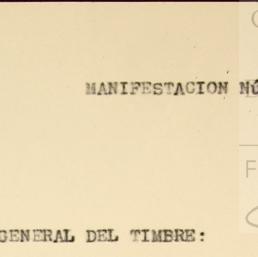 MANIFESTACION NÚ
GENERAL DEL TIMBRE: